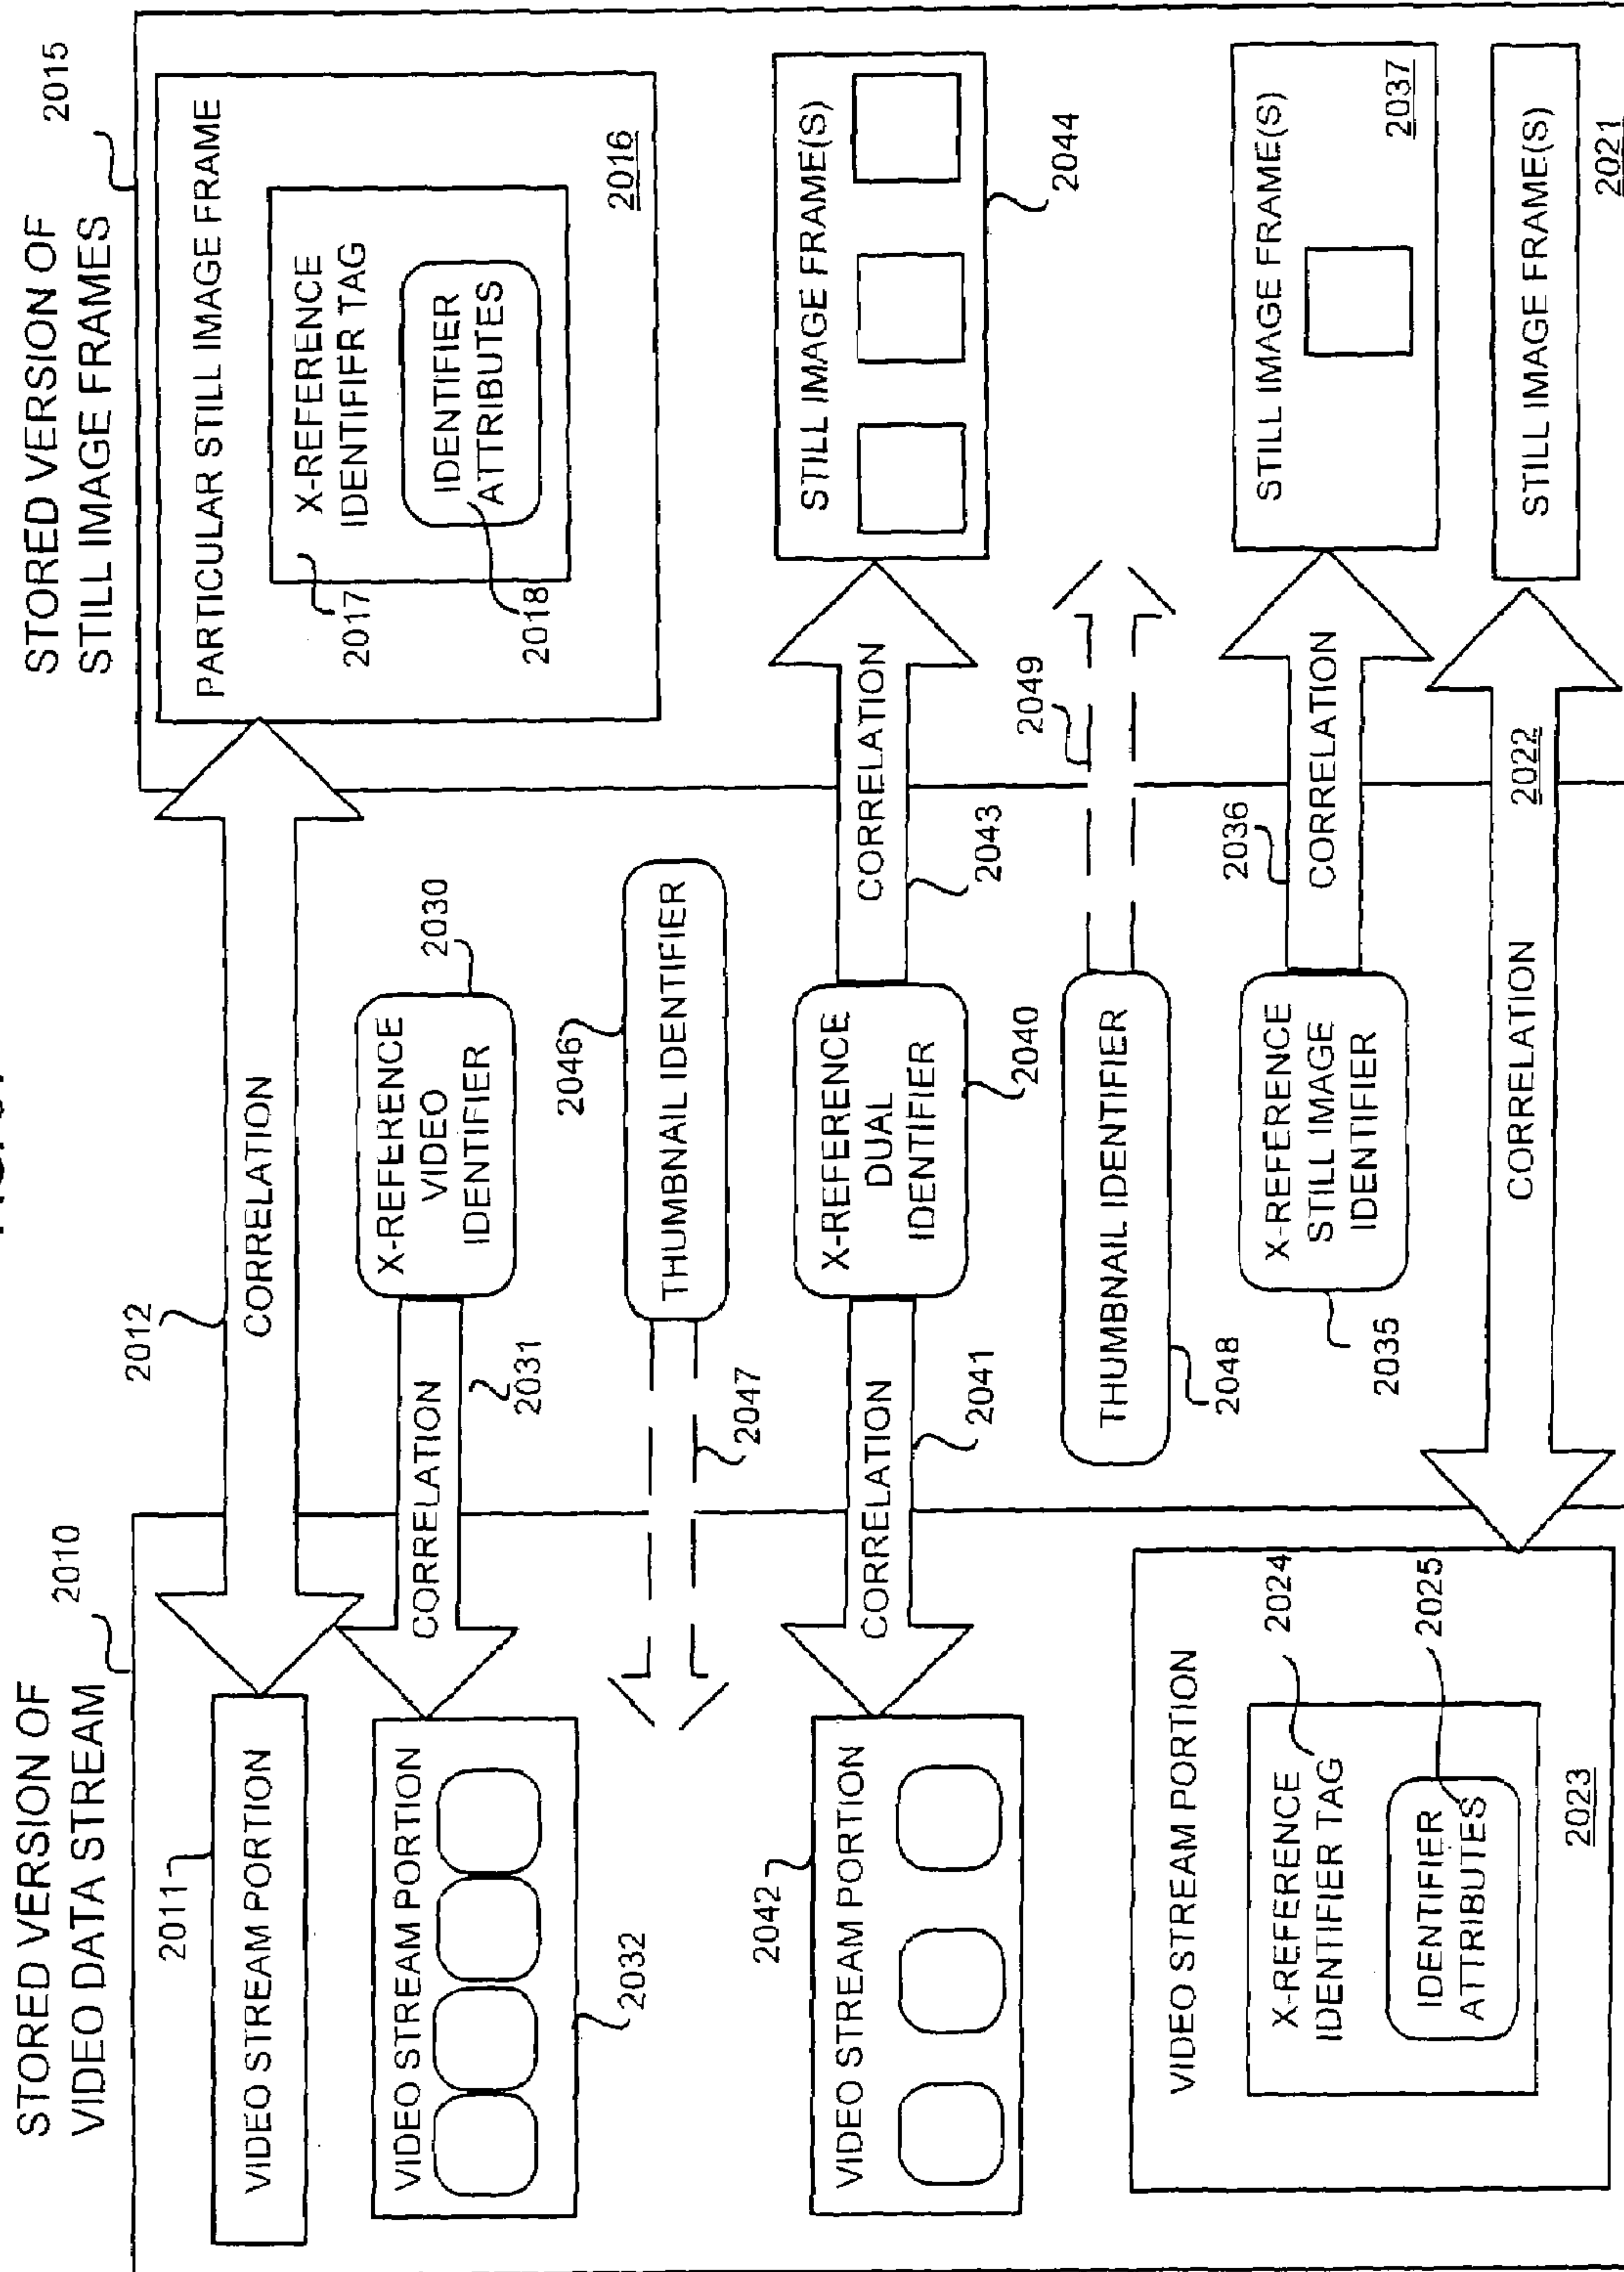 STORED VERSION OF
VIDEO DATA STREAM
2010
STORED VERSION OF
STILL IMAGE FRAMES
2015
2011
VIDEO STREAM PORTION
2012
CORRELATION
PARTICULAR STILL IMAGE FRAME
X-REFERENCE
IDENTIFIFR TAG
IDENTIFIER
ATTRIBUTES
2017
2018
2016
VIDEO STREAM PORTION
2032
CORRELATION
2031
X-REFERENCE
VIDEO
IDENTIFIER
2030
2046
THUMBNAIL IDENTIFIER
2047
2042
VIDEO STREAM PORTION
CORRELATION
2041
X-REFERENCE
DUAL
IDENTIFIER
2040
CORRELATION
2043
STILL IMAGE FRAME(S)
2044
THUMBNAIL IDENTIFIER
2048
2049
X-REFERENCE
STILL IMAGE
IDENTIFIER
2035
2036
CORRELATION
STILL IMAGE FRAME(S)
2037
VIDEO STREAM PORTION
X-REFERENCE
IDENTIFIER TAG
2024
IDENTIFIER
ATTRIBUTES
2025
2023
CORRELATION
2022
STILL IMAGE FRAME(S)
2021